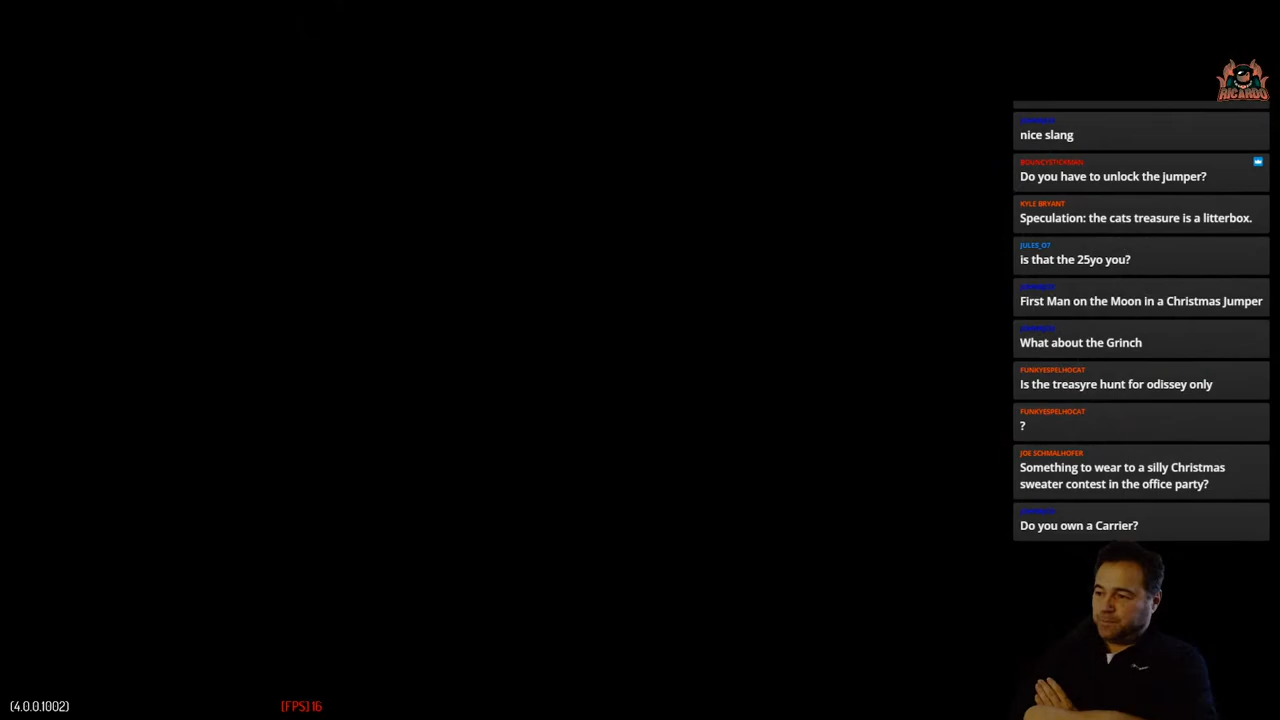 RICARDO
nice slang
BOUNCYSTICKMAN
Do you have to unlock the jumper?
KYLE BRYANT
Speculation: the cats treasure is a litterbox.
JULES_O7
is that the 25yo you?
First Man on the Moon in a Christmas Jumper
What about the Grinch
FUNKYESPELHOCAT
Is the treasyre hunt for odissey only
FUNKYESPELHOCAT
?
JOE SCHMALHOFER
Something to wear to a silly Christmas
sweater contest in the office party?
Do you own a Carrier?
(4.0.0.1002)
[FPS] 16